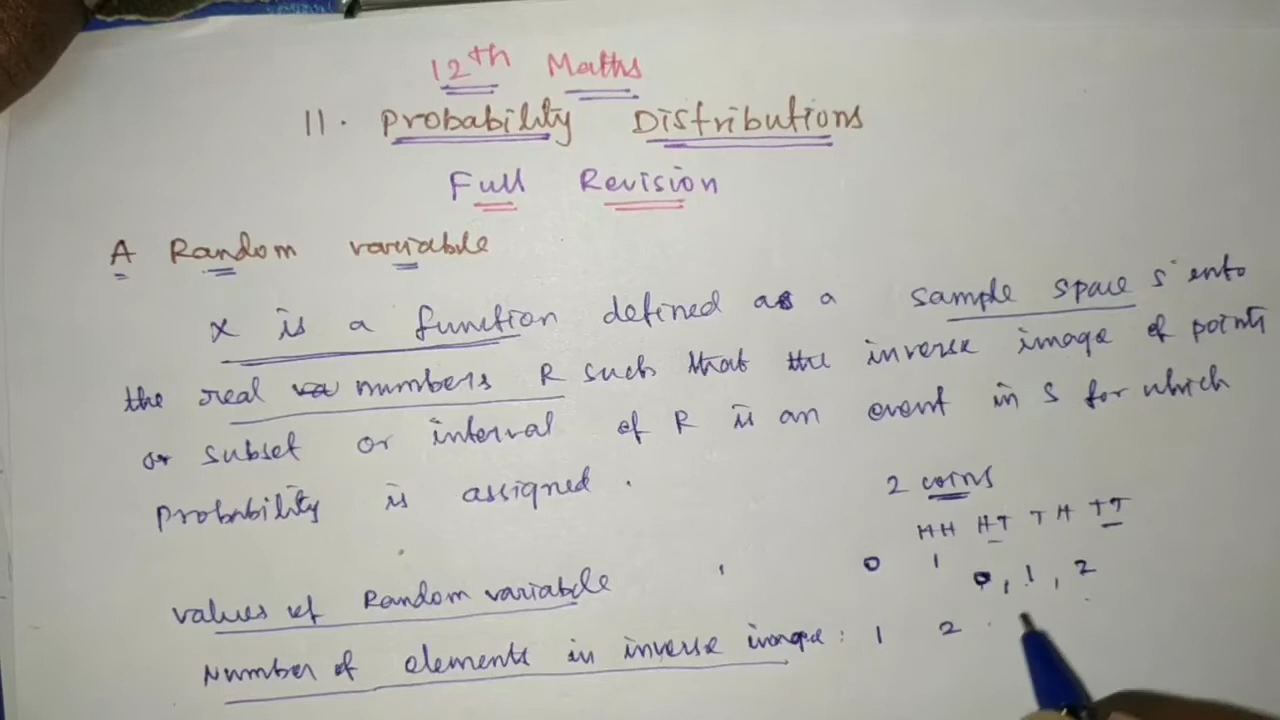 12th Maths
11. Probability Distributions
Full Revision
A Random variable
X is a function defined as a sample space S into
the real numbers R such that the inverse image of points
or subset or interval of R is an event in S for which
probability is assigned.
2 coins
HH HT TH TT
0 1
0, 1, 2
values of Random variable
Number of elements in inverse image: 1 2